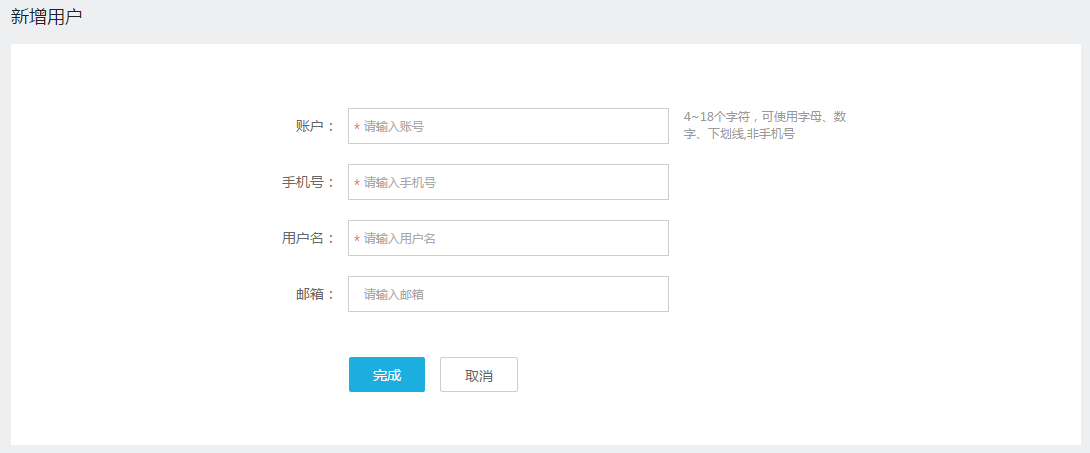 新增用户
账户：
* 请输入账号
4~18个字符，可使用字母、数
字、下划线,非手机号
手机号：
* 请输入手机号
用户名：
* 请输入用户名
邮箱：
请输入邮箱
完成
取消